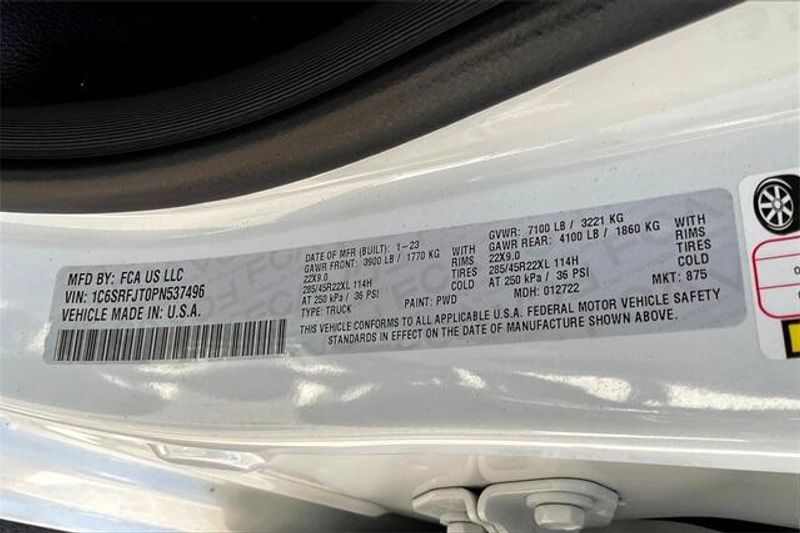 MFD BY: FCA US LLC
VIN: 1C6SRFJT0PN537496
VEHICLE MADE IN: U.S.A.
DATE OF MFR (BUILT): 1-23
GAWR FRONT: 3900 LB / 1770 KG WITH
22X9.0 RIMS
285/45R22XL 114H TIRES
AT 250 kPa / 36 PSI COLD
TYPE: TRUCK PAINT: PWD
GVWR: 7100 LB / 3221 KG
GAWR REAR: 4100 LB / 1860 KG WITH
22X9.0 RIMS
285/45R22XL 114H TIRES
AT 250 kPa / 36 PSI COLD
MDH: 012722 MKT: 875
THIS VEHICLE CONFORMS TO ALL APPLICABLE U.S.A. FEDERAL MOTOR VEHICLE SAFETY
STANDARDS IN EFFECT ON THE DATE OF MANUFACTURE SHOWN ABOVE.